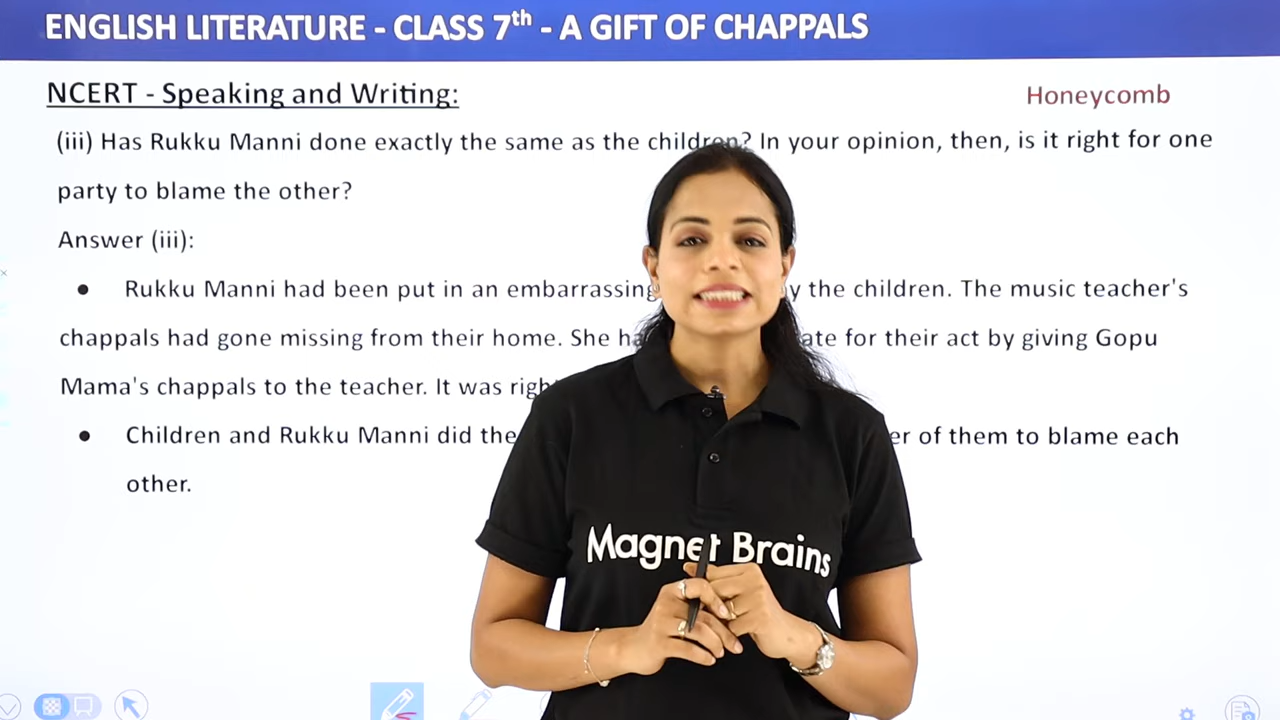 ENGLISH LITERATURE - CLASS 7th - A GIFT OF CHAPPALS
NCERT - Speaking and Writing:
Honeycomb
(iii) Has Rukku Manni done exactly the same as the children? In your opinion, then, is it right for one
party to blame the other?
Answer (iii):
● Rukku Manni had been put in an embarrassing y the children. The music teacher's
chappals had gone missing from their home. She ha ate for their act by giving Gopu
Mama's chappals to the teacher. It was righ
● Children and Rukku Manni did the er of them to blame each
other.
Magnet Brains